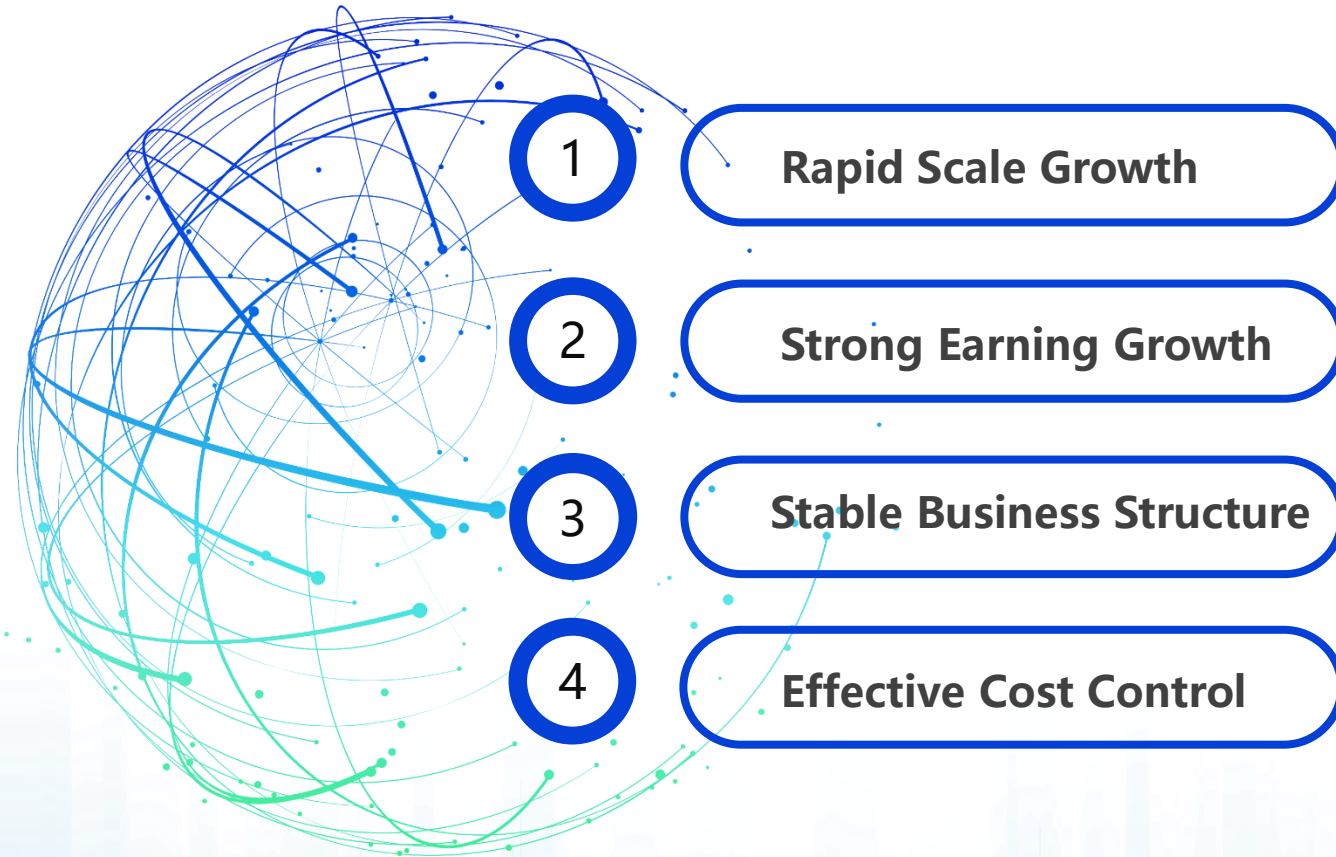 1
Rapid Scale Growth
2
Strong Earning Growth
3
Stable Business Structure
4
Effective Cost Control